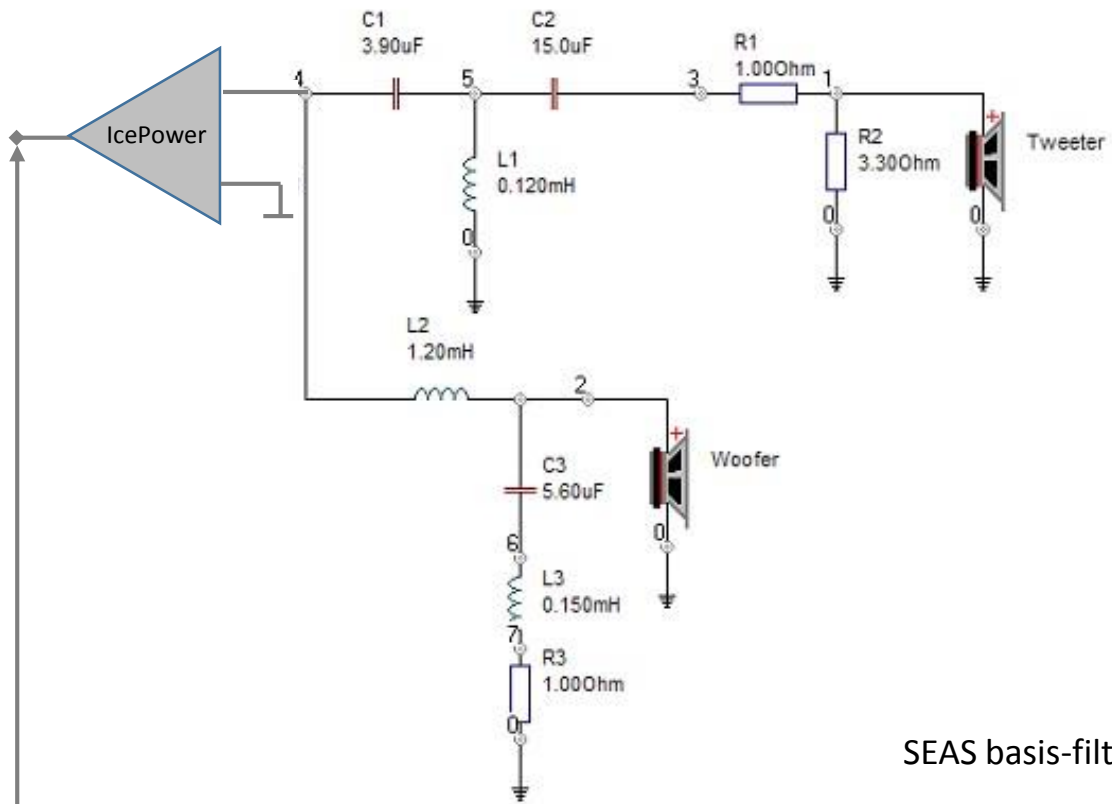 C1
3.90uF
C2
15.0uF
R1
1.00Ohm
4
5
3
1
IcePower
L1
0.120mH
R2
3.30Ohm
Tweeter
+
0
0
0
L2
1.20mH
2
+
Woofer
C3
5.60uF
0
6
L3
0.150mH
7
R3
1.00Ohm
0
SEAS basis-filt